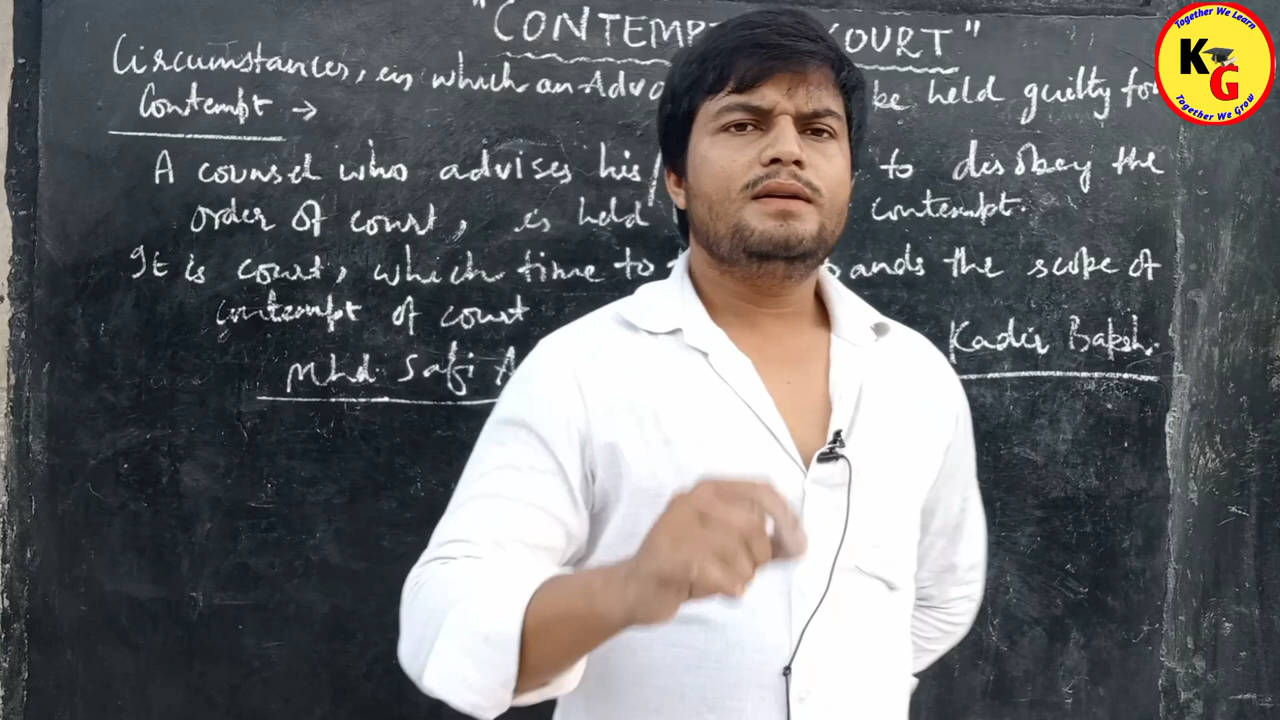 "CONTEMP COURT"
Circumstances, in which an Advo be held guilty for
Contempt →
A counsel who advises his to disobey the
order of court, is held contempt.
It is court, which time to ands the scope of
contempt of court
Mhd. Safi A Kadir Baksh.
Together We Learn
KG
Together We Grow